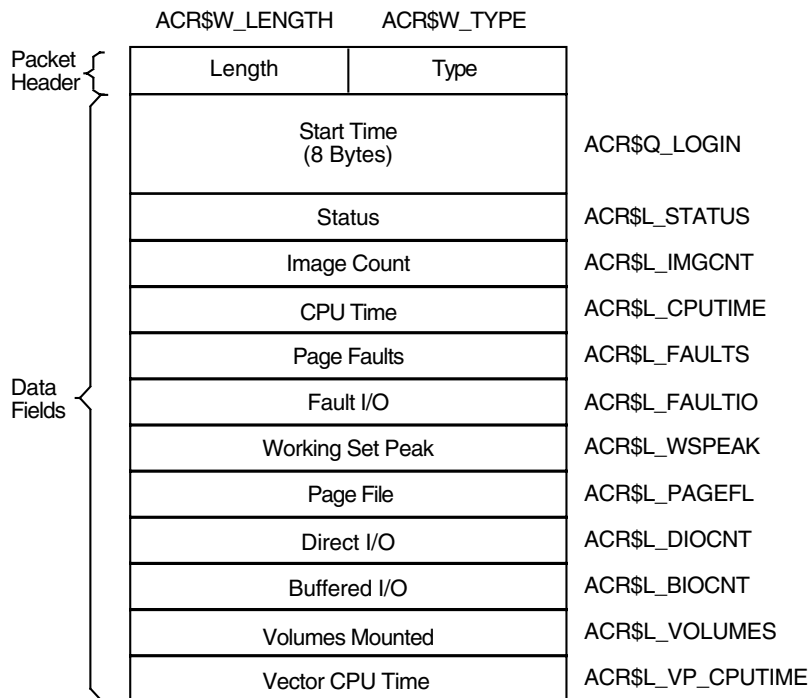 ACR$W_LENGTH ACR$W_TYPE
Packet
Header
Length Type
Start Time
(8 Bytes)
ACR$Q_LOGIN
Status ACR$L_STATUS
Image Count ACR$L_IMGCNT
CPU Time ACR$L_CPUTIME
Page Faults ACR$L_FAULTS
Data
Fields
Fault I/O ACR$L_FAULTIO
Working Set Peak ACR$L_WSPEAK
Page File ACR$L_PAGEFL
Direct I/O ACR$L_DIOCNT
Buffered I/O ACR$L_BIOCNT
Volumes Mounted ACR$L_VOLUMES
Vector CPU Time ACR$L_VP_CPUTIME